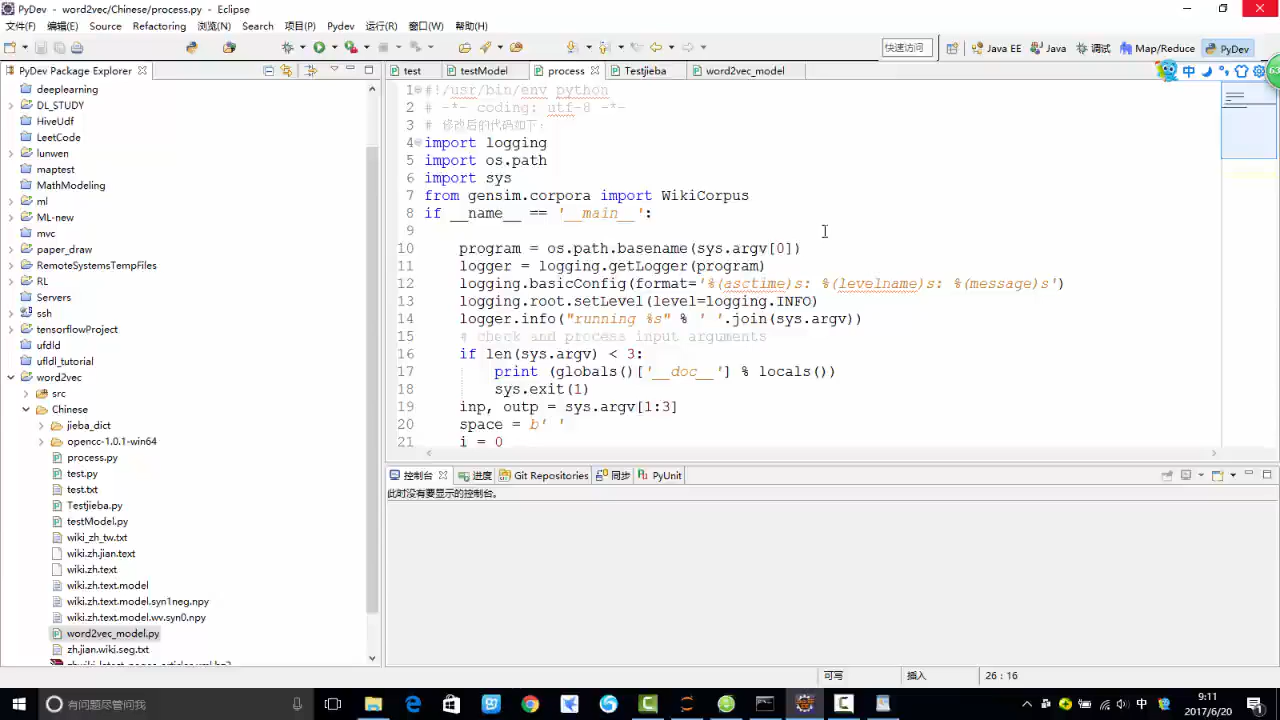 PyDev - word2vec/Chinese/process.py - Eclipse
文件(F) 编辑(E) Source Refactoring 浏览(N) Search 项目(P) Pydev 运行(R) 窗口(W) 帮助(H)
快速访问 Java EE Java 调试 Map/Reduce PyDev
PyDev Package Explorer
test testModel process Testjieba word2vec_model
中
deeplearning
DL_STUDY
HiveUdf
LeetCode
lunwen
maptest
MathModeling
ml
ML-new
mvc
paper_draw
RemoteSystemsTempFiles
RL
Servers
ssh
tensorflowProject
ufdld
ufldl_tutorial
word2vec
src
Chinese
jieba_dict
opencc-1.0.1-win64
process.py
test.py
test.txt
Testjieba.py
testModel.py
wiki_zh_tw.txt
wiki.zh.jian.text
wiki.zh.text
wiki.zh.text.model
wiki.zh.text.model.syn1neg.npy
wiki.zh.text.model.wv.syn0.npy
word2vec_model.py
zh.jian.wiki.seg.txt
1 #!/usr/bin/env python
2 # -*- coding: utf-8 -*-
3 # 修改后的代码如下:
4 import logging
5 import os.path
6 import sys
7 from gensim.corpora import WikiCorpus
8 if __name__ == '__main__':
9
10 program = os.path.basename(sys.argv[0])
11 logger = logging.getLogger(program)
12 logging.basicConfig(format='%(asctime)s: %(levelname)s: %(message)s')
13 logging.root.setLevel(level=logging.INFO)
14 logger.info("running %s" % ' '.join(sys.argv))
15 # check and process input arguments
16 if len(sys.argv) < 3:
17 print (globals()['__doc__'] % locals())
18 sys.exit(1)
19 inp, outp = sys.argv[1:3]
20 space = b' '
21 i = 0
控制台 进度 Git Repositories 同步 PyUnit
此时没有要显示的控制台。
可写 插入 26 : 16
有问题尽管问我
中
9:11
2017/6/20